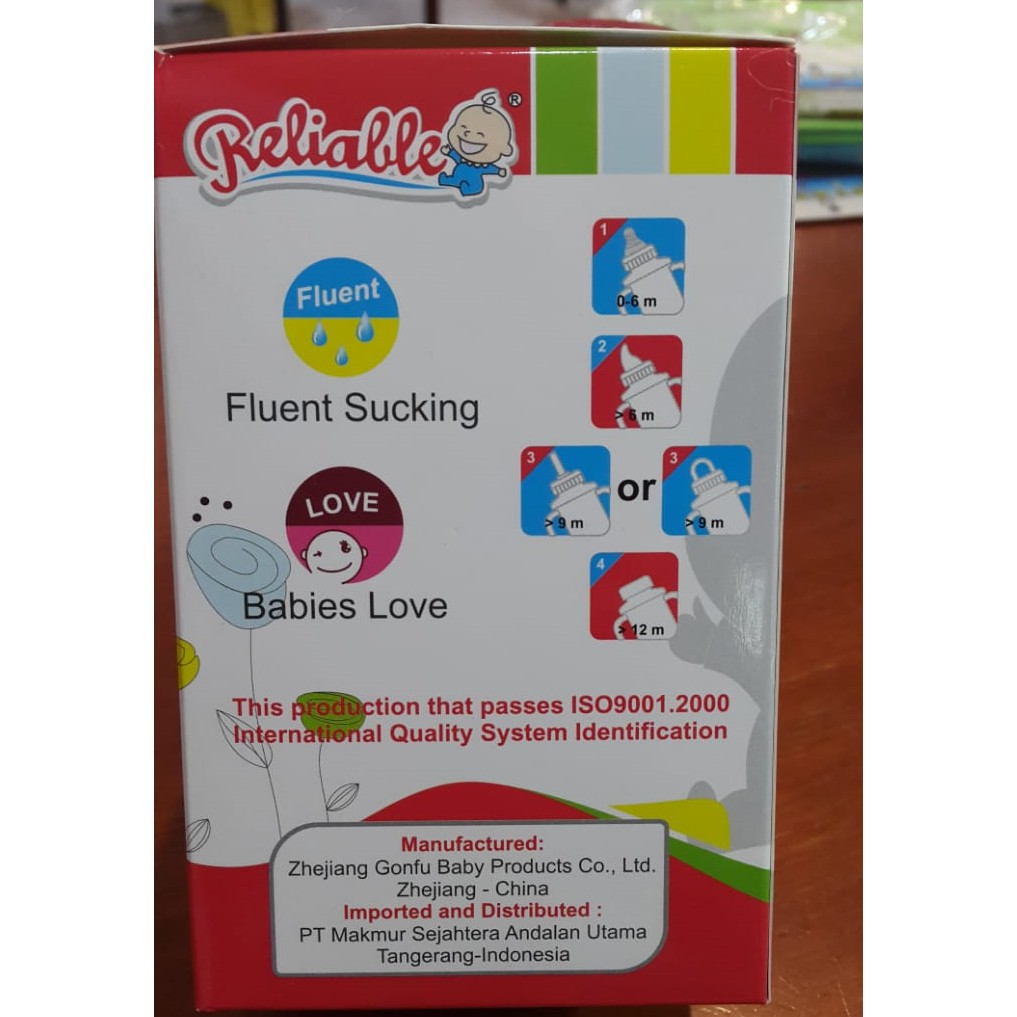 Reliable®
Fluent
Fluent Sucking
LOVE
Babies Love
1
0-6 m
2
> 6 m
3
> 9 m
or
3
> 9 m
4
> 12 m
This production that passes ISO9001.2000
International Quality System Identification
Manufactured:
Zhejiang Gonfu Baby Products Co., Ltd.
Zhejiang - China
Imported and Distributed :
PT Makmur Sejahtera Andalan Utama
Tangerang-Indonesia